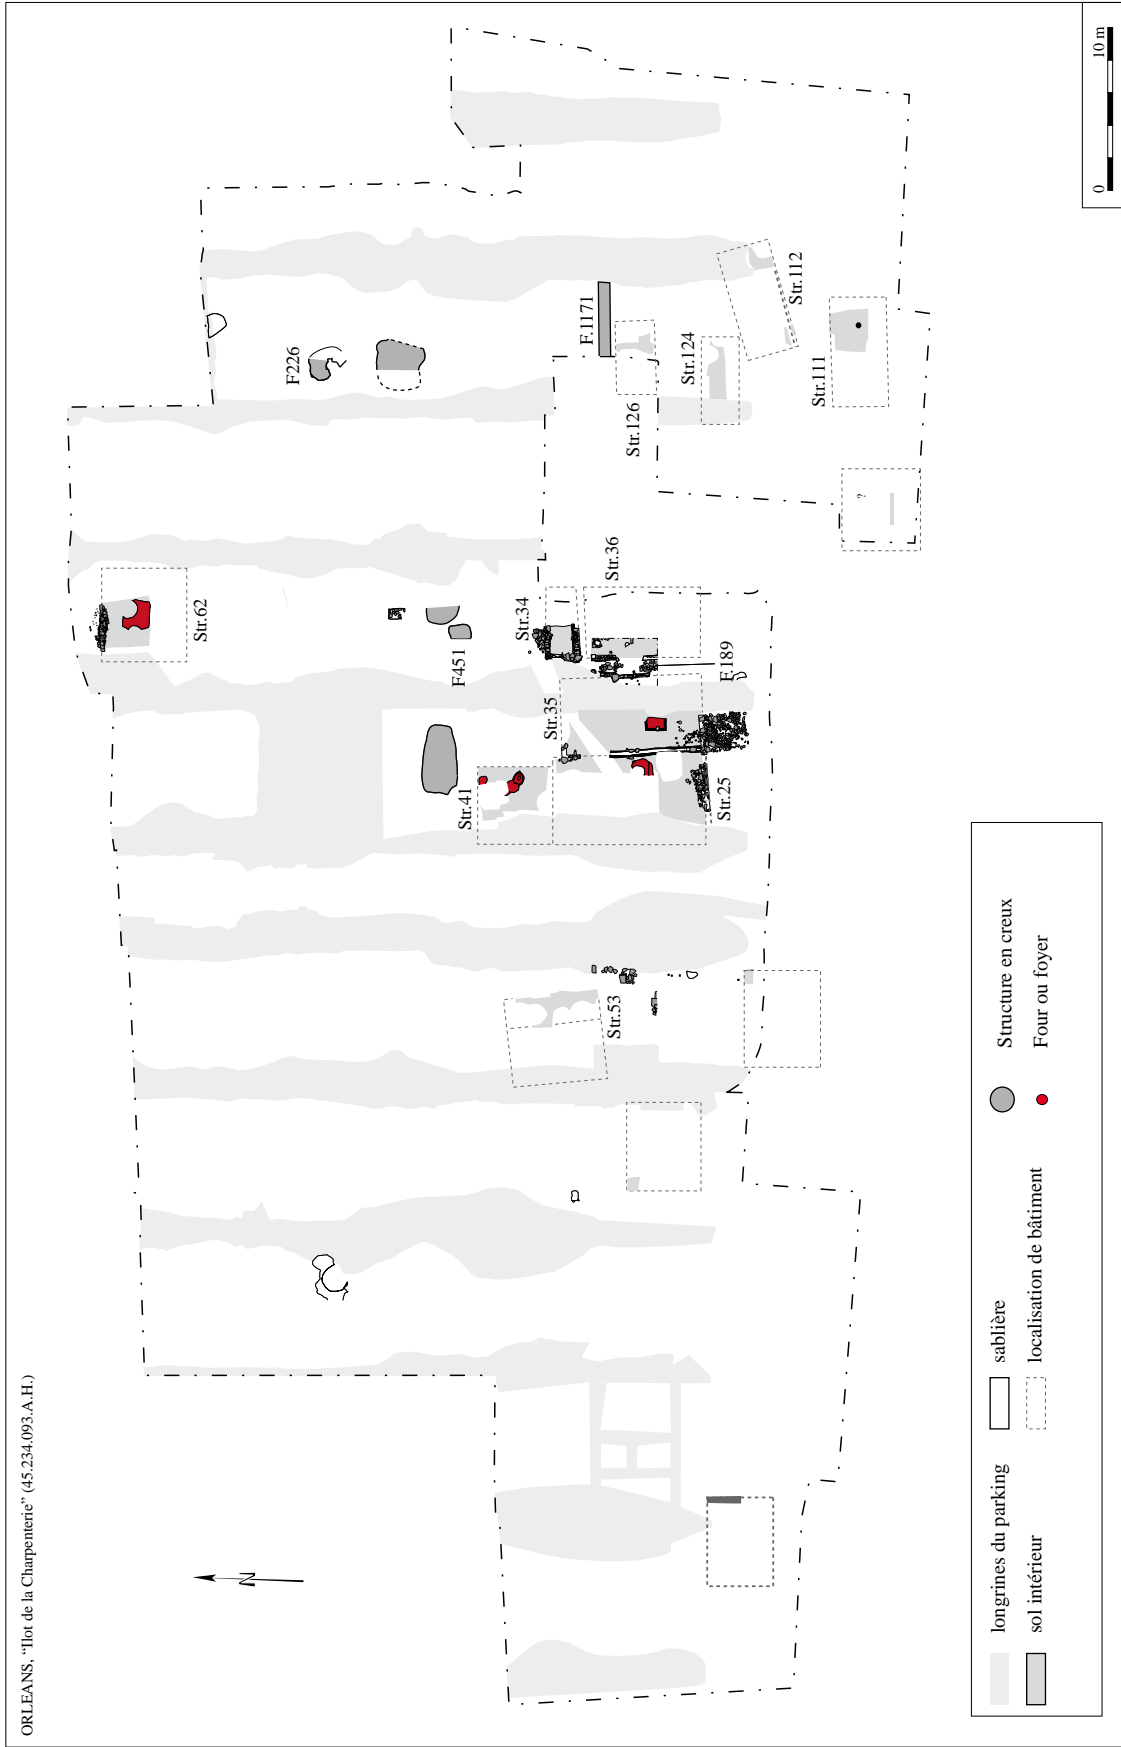 ORLEANS, “Ilot de la Charpenterie” (45.234.093.A.H.)
N
Str.62
F226
F451
Str.41
Str.35
Str.34
Str.36
F.189
Str.25
Str.53
F.1171
Str.126
Str.124
Str.112
Str.111
?
longrines du parking
sol intérieur
sablière
localisation de bâtiment
Structure en creux
Four ou foyer
0
10 m